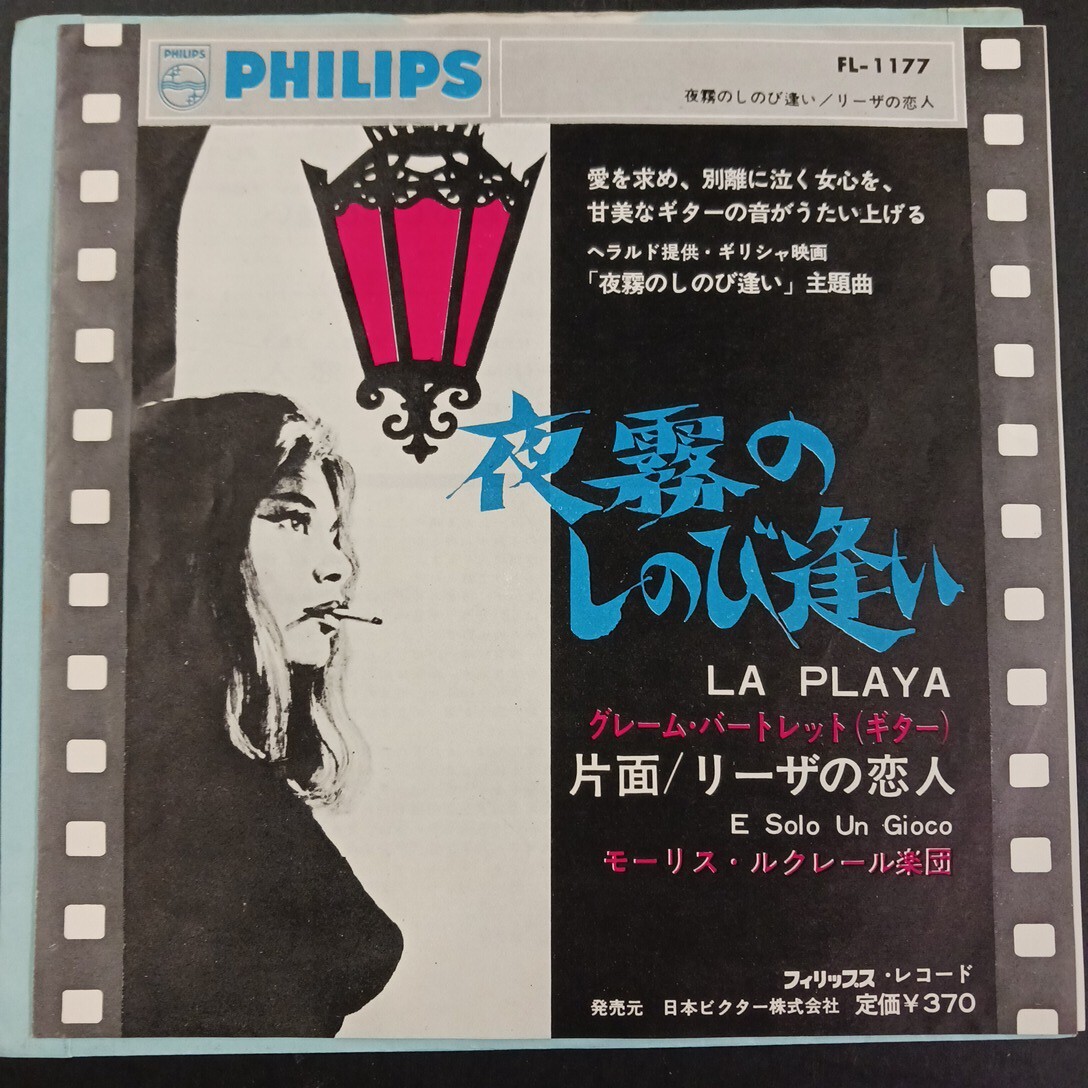 PHILIPS
PHILIPS
FL-1177
夜霧のしのび逢い／リーザの恋人
愛を求め、別離に泣く女心を、
甘美なギターの音がうたい上げる
ヘラルド提供・ギリシャ映画
「夜霧のしのび逢い」主題曲
夜霧の
しのび逢い
LA PLAYA
グレーム・バートレット(ギター)
片面/リーザの恋人
E Solo Un Gioco
モーリス・ルクレール楽団
フィリップス・レコード
発売元 日本ビクター株式会社 定価¥370